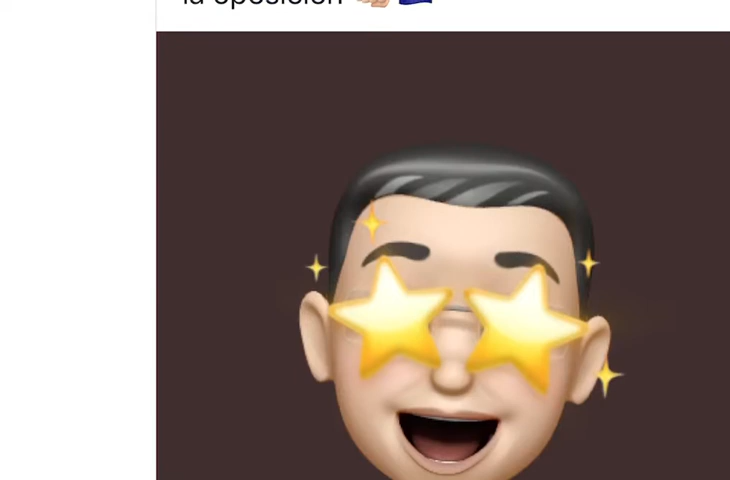 la oposición 👏🏼